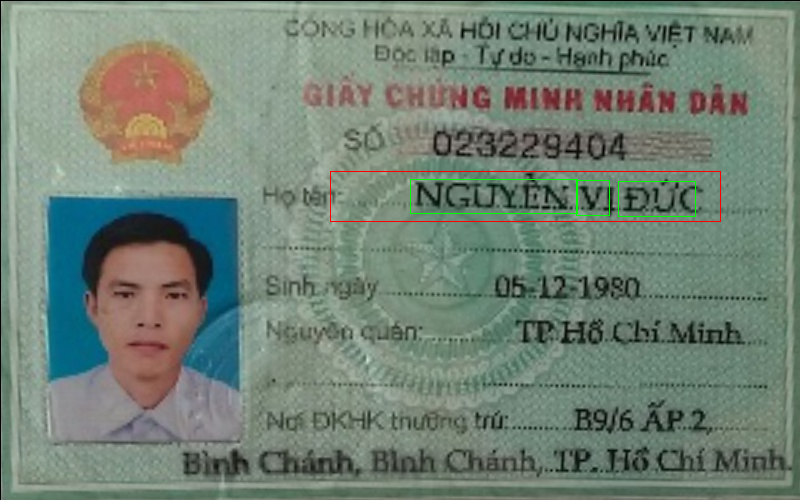 CỘNG HÒA XÃ HỘI CHỦ NGHĨA VIỆT NAM
Độc lập - Tự do - Hạnh phúc
GIẤY CHỨNG MINH NHÂN DÂN
SỐ 023229404
Họ tên: NGUYỄN VI ĐỨC
Sinh ngày 05-12-1980
Nguyên quán: TP. Hồ Chí Minh
Nơi ĐKHK thường trú: B9/6 ẤP 2,
Bình Chánh, Bình Chánh, TP. Hồ Chí Minh.